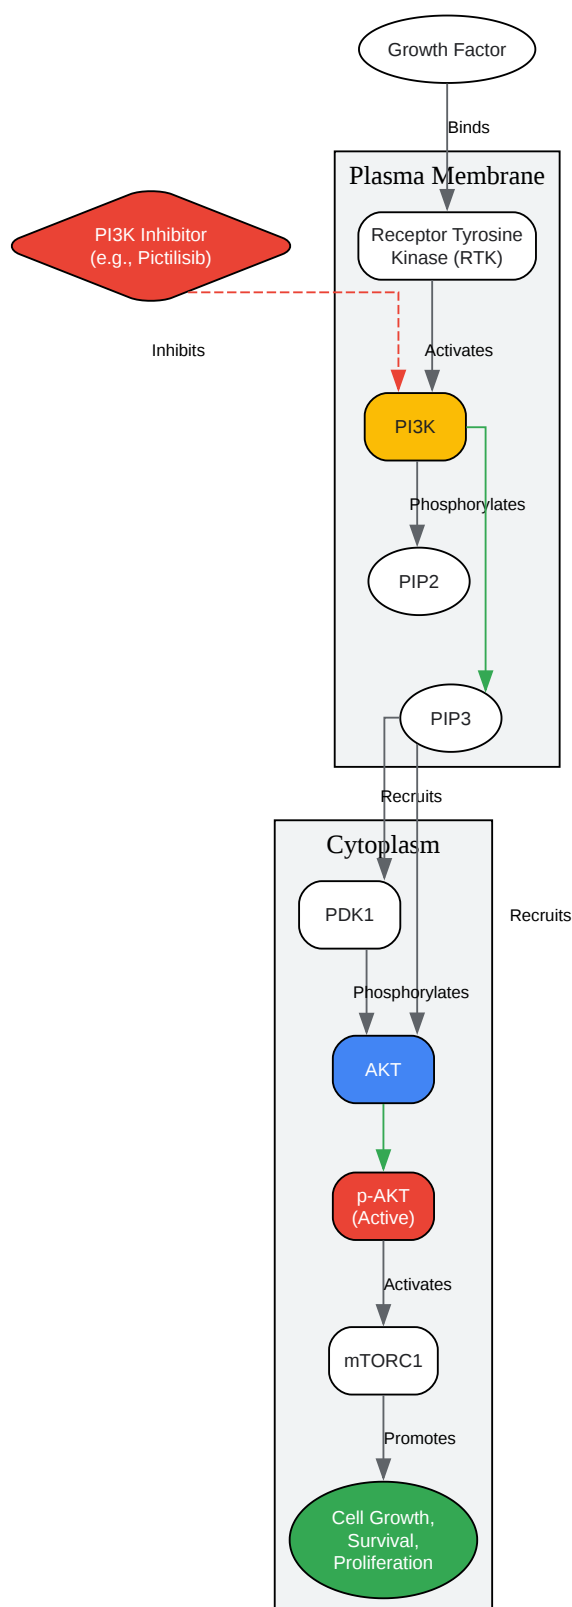 Growth Factor
Binds
Plasma Membrane
PI3K Inhibitor
(e.g., Pictilisib)
Receptor Tyrosine
Kinase (RTK)
Inhibits
Activates
PI3K
Phosphorylates
PIP2
PIP3
Recruits
Cytoplasm
PDK1
Recruits
Phosphorylates
AKT
p-AKT
(Active)
Activates
mTORC1
Promotes
Cell Growth,
Survival,
Proliferation